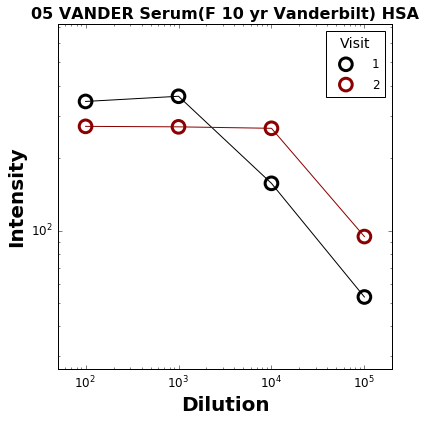 05 VANDER Serum(F 10 yr Vanderbilt) HSA
Visit
1
2
Intensity
10²
10² 10³ 10⁴ 10⁵
Dilution